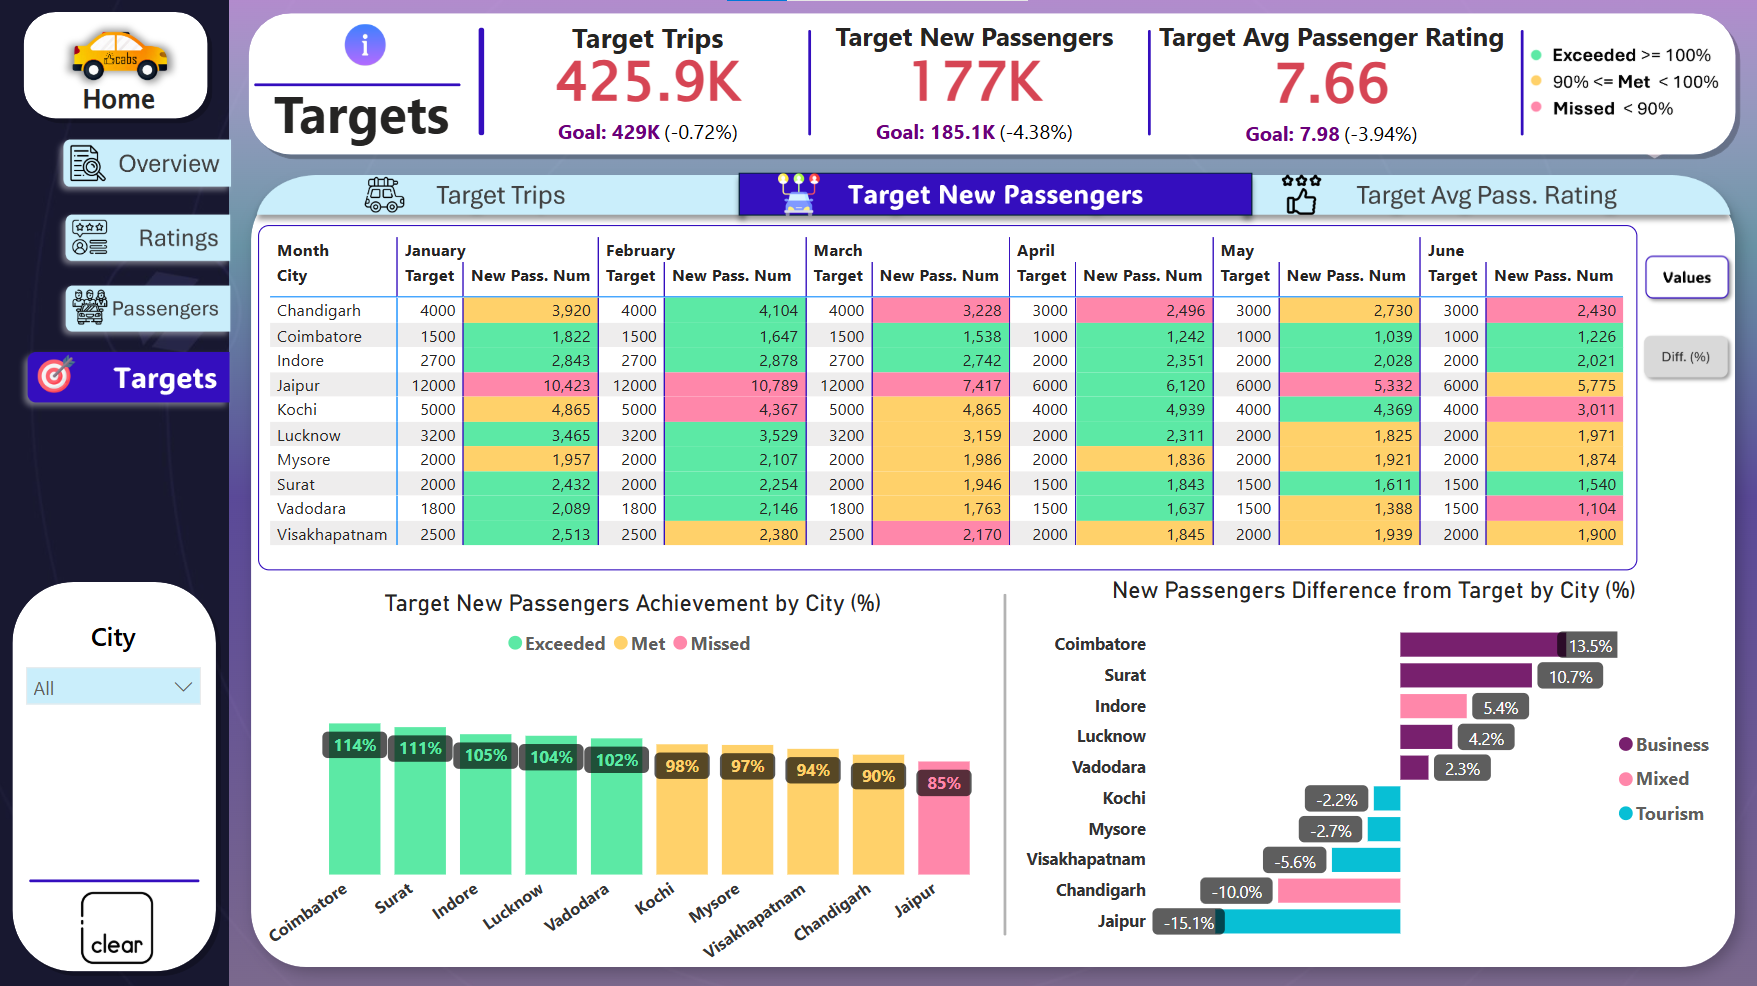 cabs
Home
Overview
Ratings
Passengers
Targets
City
All
clear
i
Targets
Target Trips
425.9K
Goal: 429K (-0.72%)
Target New Passengers
177K
Goal: 185.1K (-4.38%)
Target Avg Passenger Rating
7.66
Goal: 7.98 (-3.94%)
Exceeded >= 100%
90% <= Met < 100%
Missed < 90%
Target Trips
Target New Passengers
Target Avg Pass. Rating
Month January February March April May June
City Target New Pass. Num Target New Pass. Num Target New Pass. Num Target New Pass. Num Target New Pass. Num Target New Pass. Num
Chandigarh 4000 3,920 4000 4,104 4000 3,228 3000 2,496 3000 2,730 3000 2,430
Coimbatore 1500 1,822 1500 1,647 1500 1,538 1000 1,242 1000 1,039 1000 1,226
Indore 2700 2,843 2700 2,878 2700 2,742 2000 2,351 2000 2,028 2000 2,021
Jaipur 12000 10,423 12000 10,789 12000 7,417 6000 6,120 6000 5,332 6000 5,775
Kochi 5000 4,865 5000 4,367 5000 4,865 4000 4,939 4000 4,369 4000 3,011
Lucknow 3200 3,465 3200 3,529 3200 3,159 2000 2,311 2000 1,825 2000 1,971
Mysore 2000 1,957 2000 2,107 2000 1,986 2000 1,836 2000 1,921 2000 1,874
Surat 2000 2,432 2000 2,254 2000 1,946 1500 1,843 1500 1,611 1500 1,540
Vadodara 1800 2,089 1800 2,146 1800 1,763 1500 1,637 1500 1,388 1500 1,104
Visakhapatnam 2500 2,513 2500 2,380 2500 2,170 2000 1,845 2000 1,939 2000 1,900
Values
Diff. (%)
Target New Passengers Achievement by City (%)
Exceeded Met Missed
114% 111% 105% 104% 102% 98% 97% 94% 90% 85%
Coimbatore Surat Indore Lucknow Vadodara Kochi Mysore Visakhapatnam Chandigarh Jaipur
New Passengers Difference from Target by City (%)
Coimbatore 13.5%
Surat 10.7%
Indore 5.4%
Lucknow 4.2%
Vadodara 2.3%
Kochi -2.2%
Mysore -2.7%
Visakhapatnam -5.6%
Chandigarh -10.0%
Jaipur -15.1%
Business
Mixed
Tourism